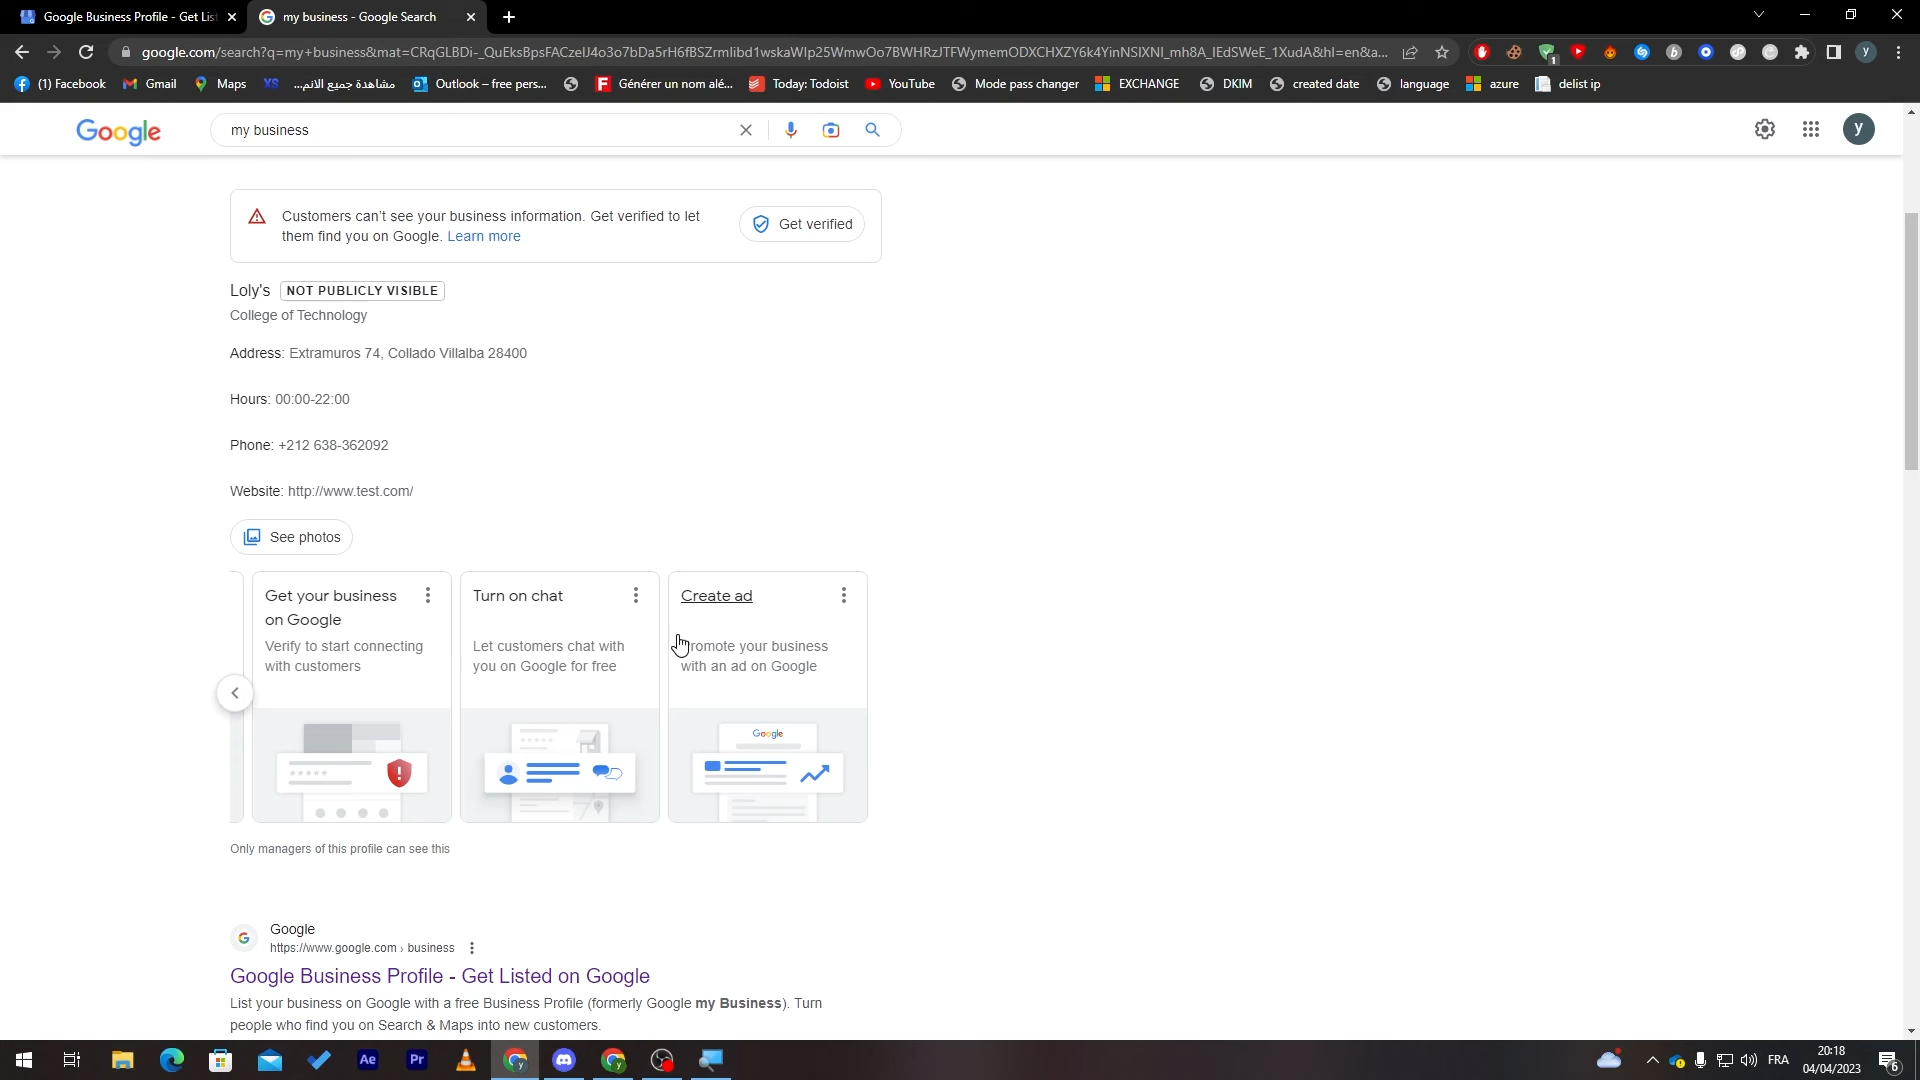 Google Business Profile - Get List
my business - Google Search
google.com/search?q=my+business&mat=CRqGLBDi-_QuEksBpsFACzeIJ4o3o7bDa5rH6fBSZrmIibd1wskaWIp25WmwOo7BWHRzJTFWymemODXCHXZY6k4YinNSIXNI_mh8A_IEdSWeE_1XudA&hl=en&a...
(1) Facebook
Gmail
Maps
XS
مشاهدة جميع الانم...
Outlook – free pers...
Générer un nom alé...
Today: Todoist
YouTube
Mode pass changer
EXCHANGE
DKIM
created date
language
azure
delist ip
Google
my business
y
Customers can't see your business information. Get verified to let
them find you on Google. Learn more
Get verified
Loly's NOT PUBLICLY VISIBLE
College of Technology
Address: Extramuros 74, Collado Villalba 28400
Hours: 00:00-22:00
Phone: +212 638-362092
Website: http://www.test.com/
See photos
Get your business
on Google
Verify to start connecting
with customers
Turn on chat
Let customers chat with
you on Google for free
Create ad
Promote your business
with an ad on Google
Google
Only managers of this profile can see this
Google
https://www.google.com › business
Google Business Profile - Get Listed on Google
List your business on Google with a free Business Profile (formerly Google my Business). Turn
people who find you on Search & Maps into new customers.
Ae
Pr
FRA
20:18
04/04/2023
6